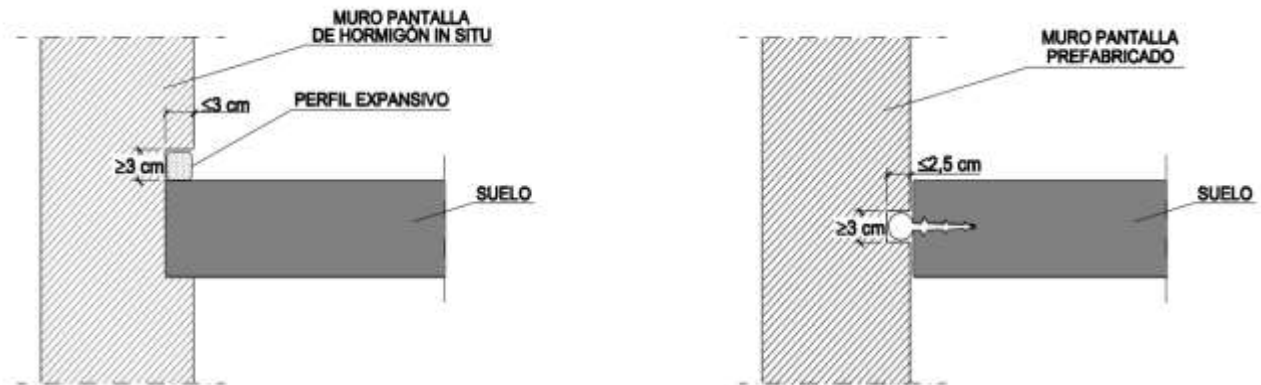 MURO PANTALLA
DE HORMIGÓN IN SITU
≤3 cm
PERFIL EXPANSIVO
≥3 cm
SUELO
MURO PANTALLA
PREFABRICADO
≤2,5 cm
SUELO
≥3 cm